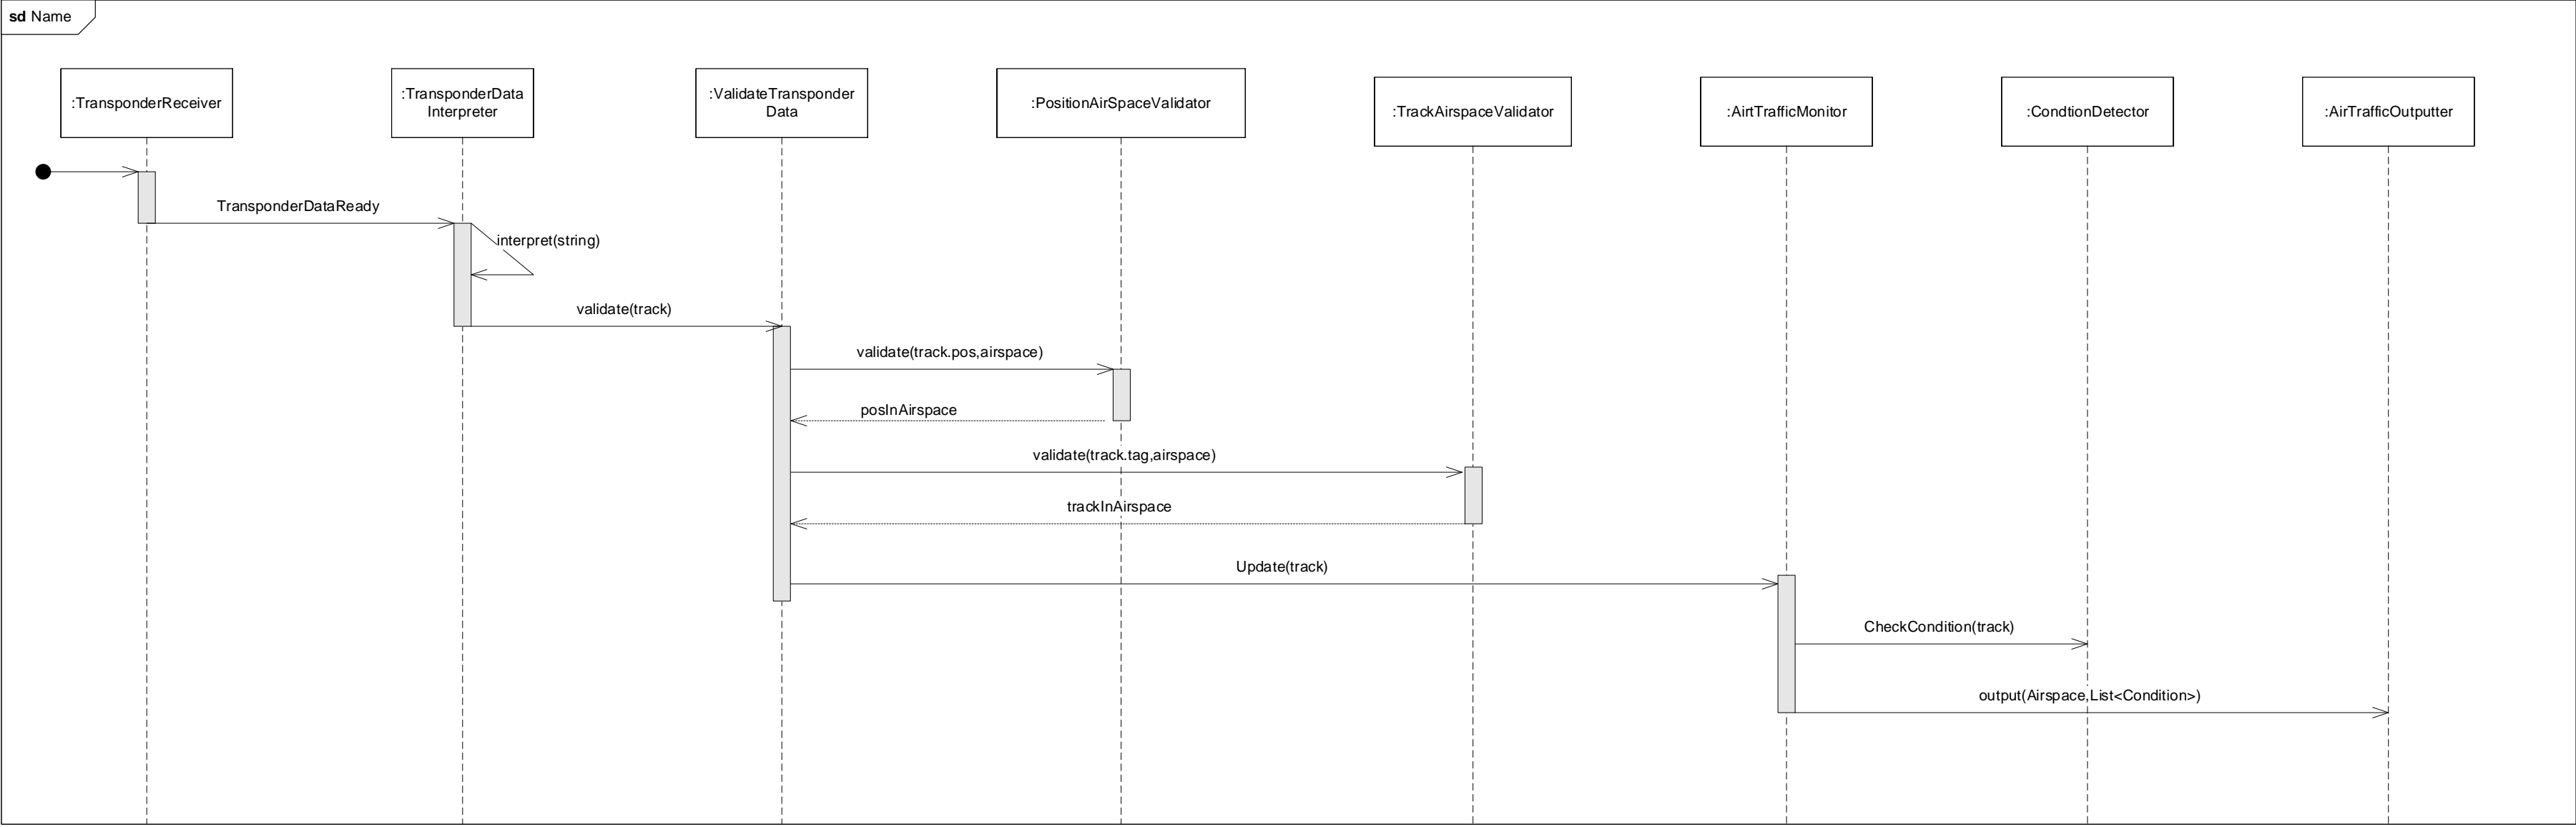 sd Name
:TransponderReceiver
:TransponderData
Interpreter
:ValidateTransponder
Data
:PositionAirSpaceValidator
:TrackAirspaceValidator
:AirtTrafficMonitor
:CondtionDetector
:AirTrafficOutputter
TransponderDataReady
interpret(string)
validate(track)
validate(track.pos,airspace)
posInAirspace
validate(track.tag,airspace)
trackInAirspace
Update(track)
CheckCondition(track)
output(Airspace,List<Condition>)